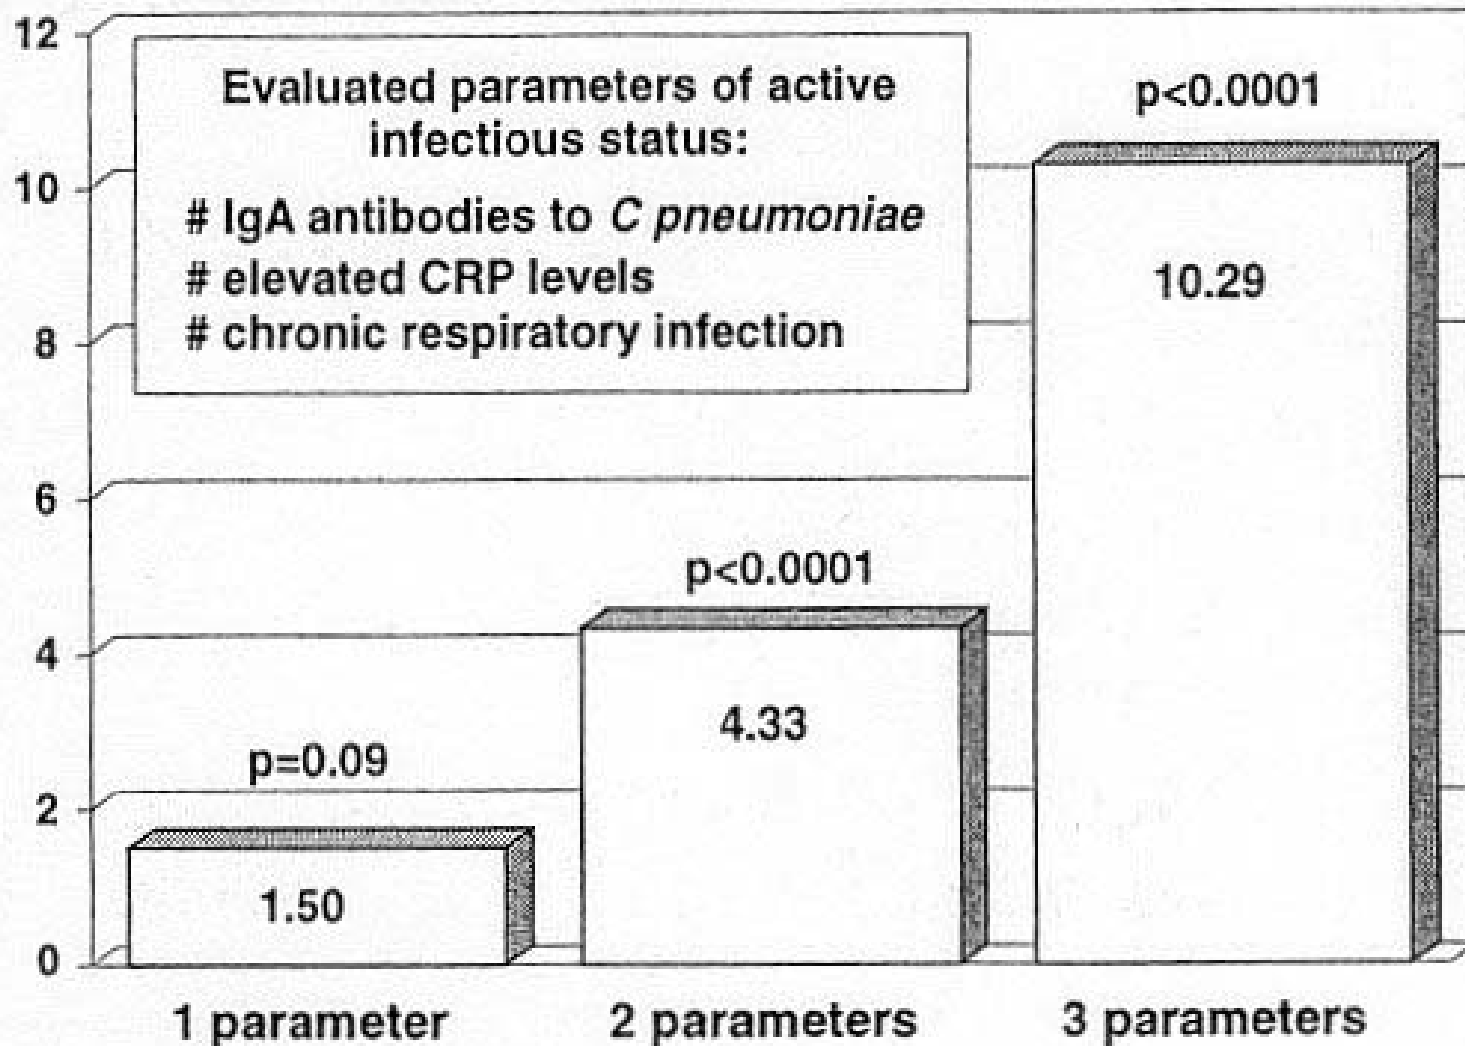 12
10
8
6
4
2
0
Evaluated parameters of active
infectious status:
# IgA antibodies to C pneumoniae
# elevated CRP levels
# chronic respiratory infection
p=0.09
1.50
p<0.0001
4.33
p<0.0001
10.29
1 parameter
2 parameters
3 parameters